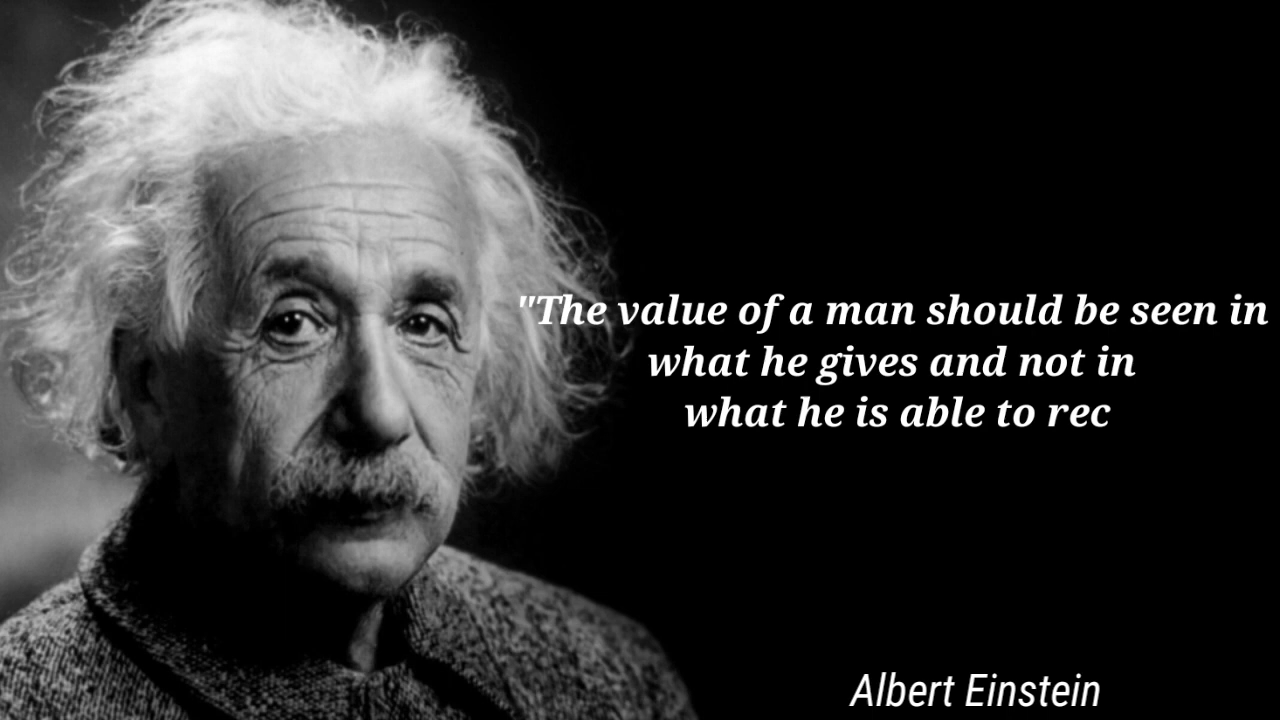 "The value of a man should be seen in
what he gives and not in
what he is able to rec
Albert Einstein